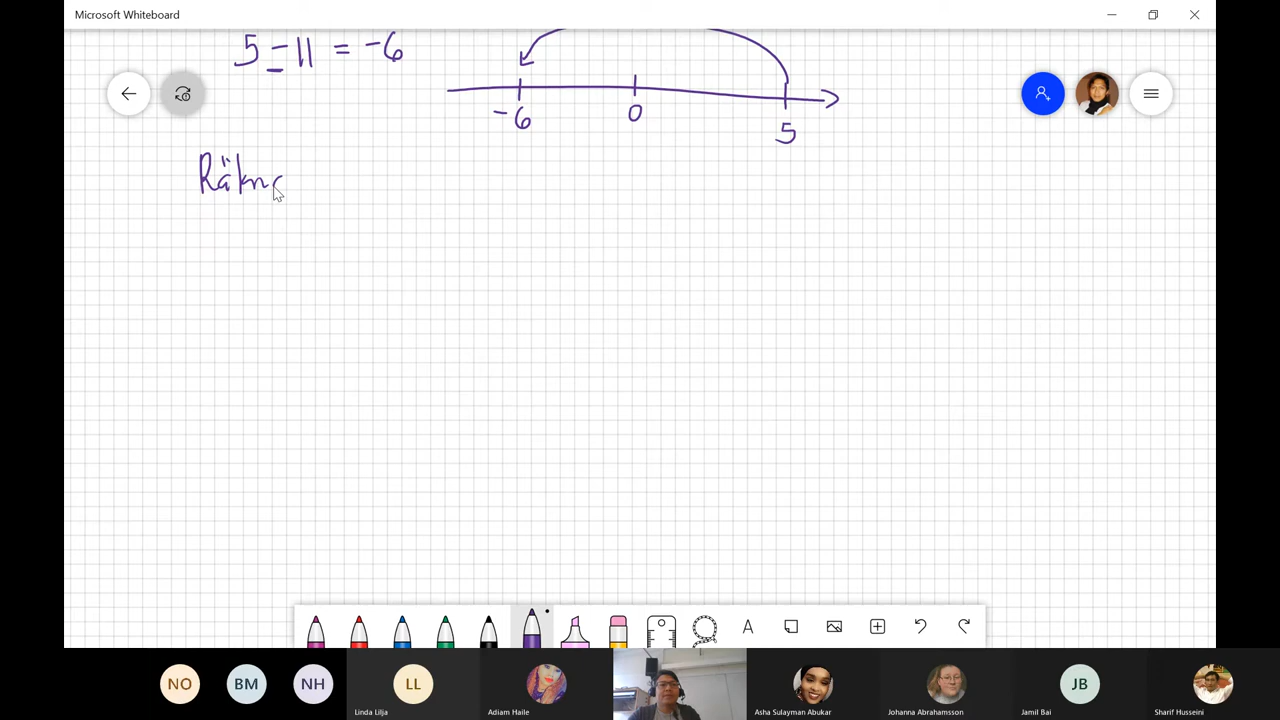 Microsoft Whiteboard
5 - 11 = -6
-6 0 5
Räkna
A
NO BM NH LL JB
Linda Lilja Adiam Haile Asha Sulayman Abukar Johanna Abrahamsson Jamil Bai Sharif Husseini